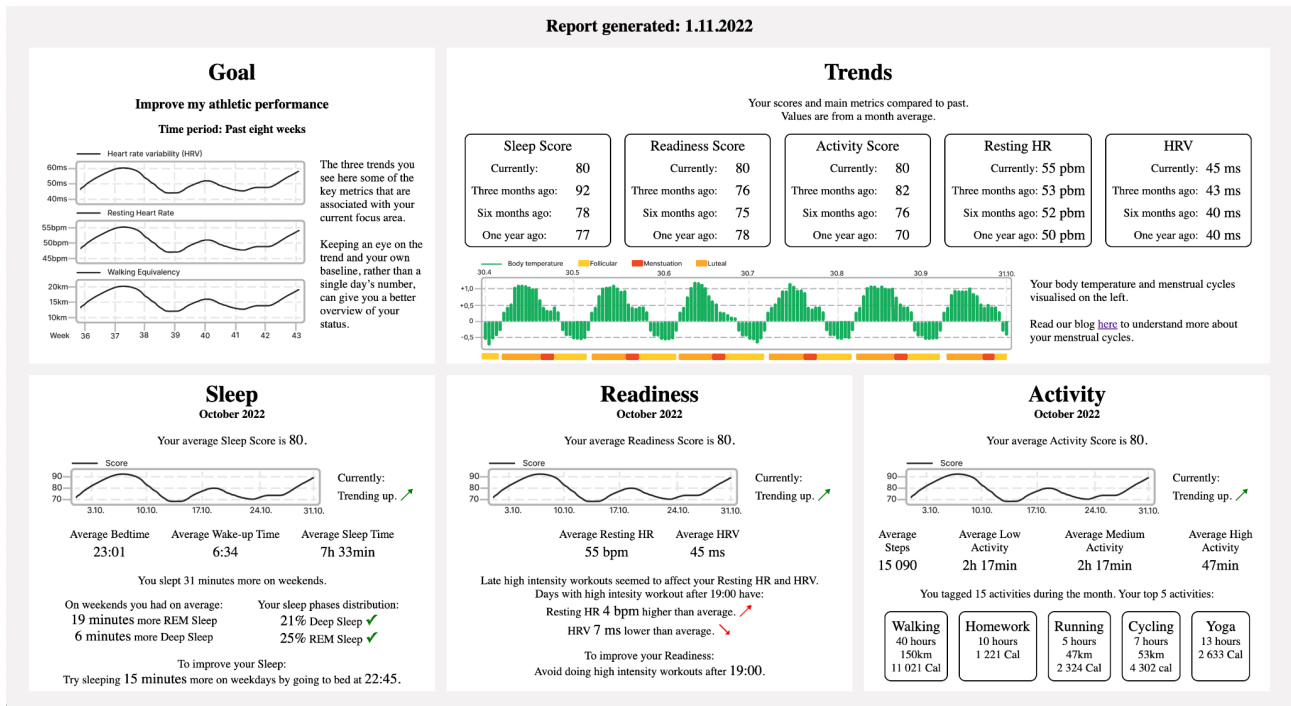 Report generated: 1.11.2022
Goal
Improve my athletic performance
Time period: Past eight weeks
Heart rate variability (HRV)
60ms
50ms
40ms
Resting Heart Rate
55bpm
50bpm
45bpm
Walking Equivalency
20km
15km
10km
Week 36 37 38 39 40 41 42 43
The three trends you
see here some of the
key metrics that are
associated with your
current focus area.
Keeping an eye on the
trend and your own
baseline, rather than a
single day's number,
can give you a better
overview of your
status.
Trends
Your scores and main metrics compared to past.
Values are from a month average.
Sleep Score
Currently: 80
Three months ago: 92
Six months ago: 78
One year ago: 77
Readiness Score
Currently: 80
Three months ago: 76
Six months ago: 75
One year ago: 78
Activity Score
Currently: 80
Three months ago: 82
Six months ago: 76
One year ago: 70
Resting HR
Currently: 55 pbm
Three months ago: 53 pbm
Six months ago: 52 pbm
One year ago: 50 pbm
HRV
Currently: 45 ms
Three months ago: 43 ms
Six months ago: 40 ms
One year ago: 40 ms
Body temperature Follicular Menstruation Luteal
30.4 30.5 30.6 30.7 30.8 30.9 31.10.
+1,0
+0,5
0
-0,5
Your body temperature and menstrual cycles
visualised on the left.
Read our blog here to understand more about
your menstrual cycles.
Sleep
October 2022
Your average Sleep Score is 80.
Score
90
80
70
3.10. 10.10. 17.10. 24.10. 31.10.
Currently:
Trending up.
Average Bedtime Average Wake-up Time Average Sleep Time
23:01 6:34 7h 33min
You slept 31 minutes more on weekends.
On weekends you had on average:
19 minutes more REM Sleep
6 minutes more Deep Sleep
Your sleep phases distribution:
21% Deep Sleep ✓
25% REM Sleep ✓
To improve your Sleep:
Try sleeping 15 minutes more on weekdays by going to bed at 22:45.
Readiness
October 2022
Your average Readiness Score is 80.
Score
90
80
70
3.10. 10.10. 17.10. 24.10. 31.10.
Currently:
Trending up.
Average Resting HR Average HRV
55 bpm 45 ms
Late high intensity workouts seemed to affect your Resting HR and HRV.
Days with high intesity workout after 19:00 have:
Resting HR 4 bpm higher than average.
HRV 7 ms lower than average.
To improve your Readiness:
Avoid doing high intensity workouts after 19:00.
Activity
October 2022
Your average Activity Score is 80.
Score
90
80
70
3.10. 10.10. 17.10. 24.10. 31.10.
Currently:
Trending up.
Average
Steps
15 090
Average Low
Activity
2h 17min
Average Medium
Activity
2h 17min
Average High
Activity
47min
You tagged 15 activities during the month. Your top 5 activities:
Walking
40 hours
150km
11 021 Cal
Homework
10 hours
1 221 Cal
Running
5 hours
47km
2 324 Cal
Cycling
7 hours
53km
4 302 cal
Yoga
13 hours
2 633 Cal